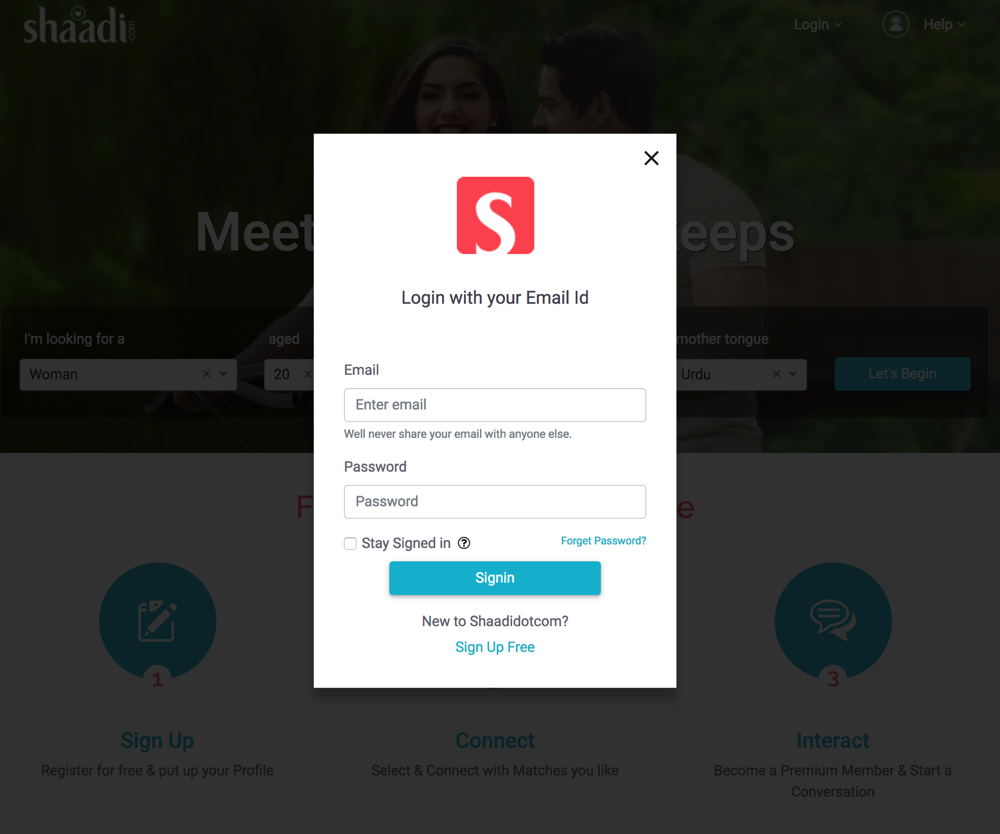 shaadi.com
Login
Help
Meet
eeps
I'm looking for a
aged
mother tongue
Woman
20
Urdu
Let's Begin
S
Login with your Email Id
Email
Enter email
Well never share your email with anyone else.
Password
Password
Stay Signed in
Forget Password?
Signin
New to Shaadidotcom?
Sign Up Free
F
e
1
3
Sign Up
Connect
Interact
Register for free & put up your Profile
Select & Connect with Matches you like
Become a Premium Member & Start a
Conversation